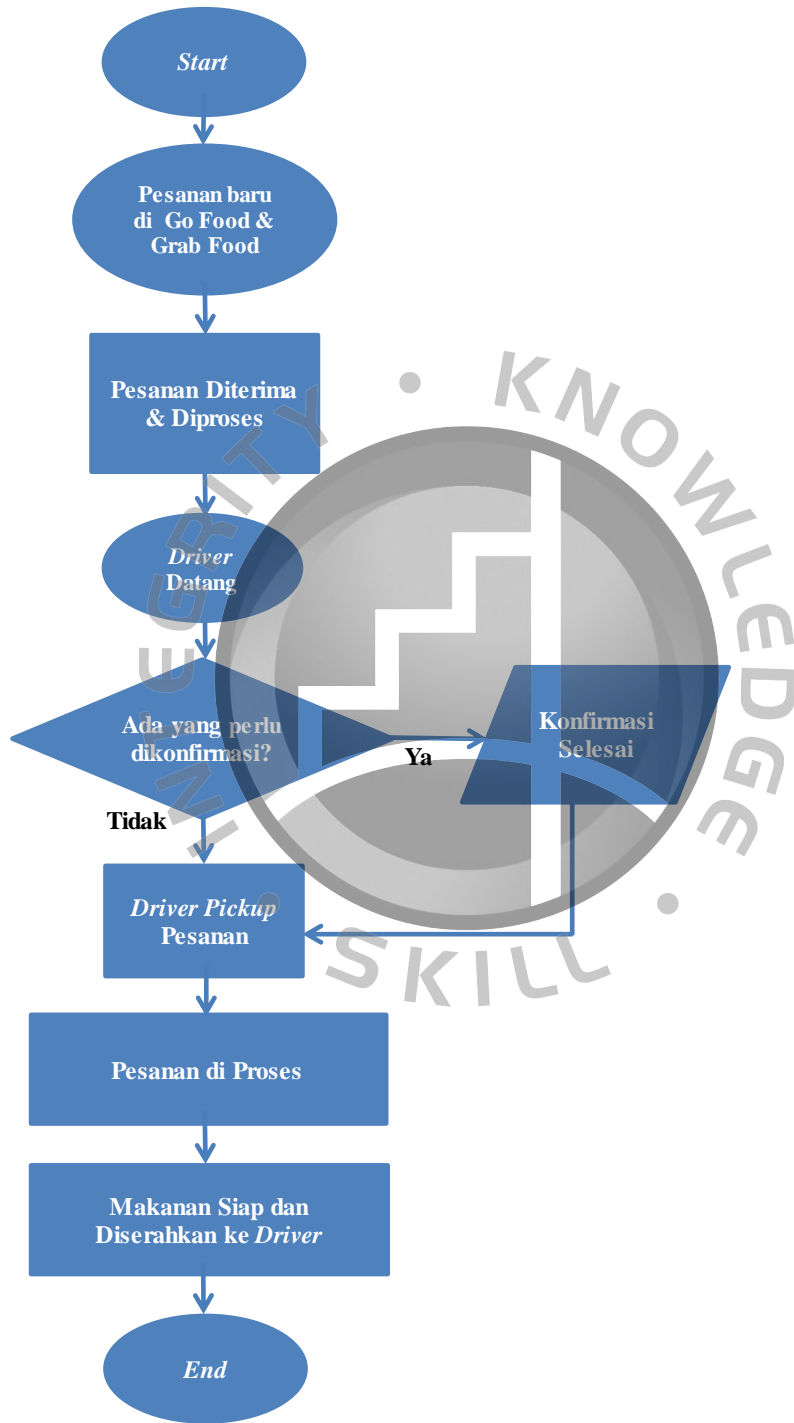 Start
Pesanan baru
di Go Food &
Grab Food
Pesanan Diterima
& Diproses
Driver
Datang
Ada yang perlu
dikonfirmasi?
Ya
Konfirmasi
Selesai
Tidak
Driver Pickup
Pesanan
Pesanan di Proses
Makanan Siap dan
Diserahkan ke Driver
End
INTEGRITY • KNOWLEDGE • SKILL •